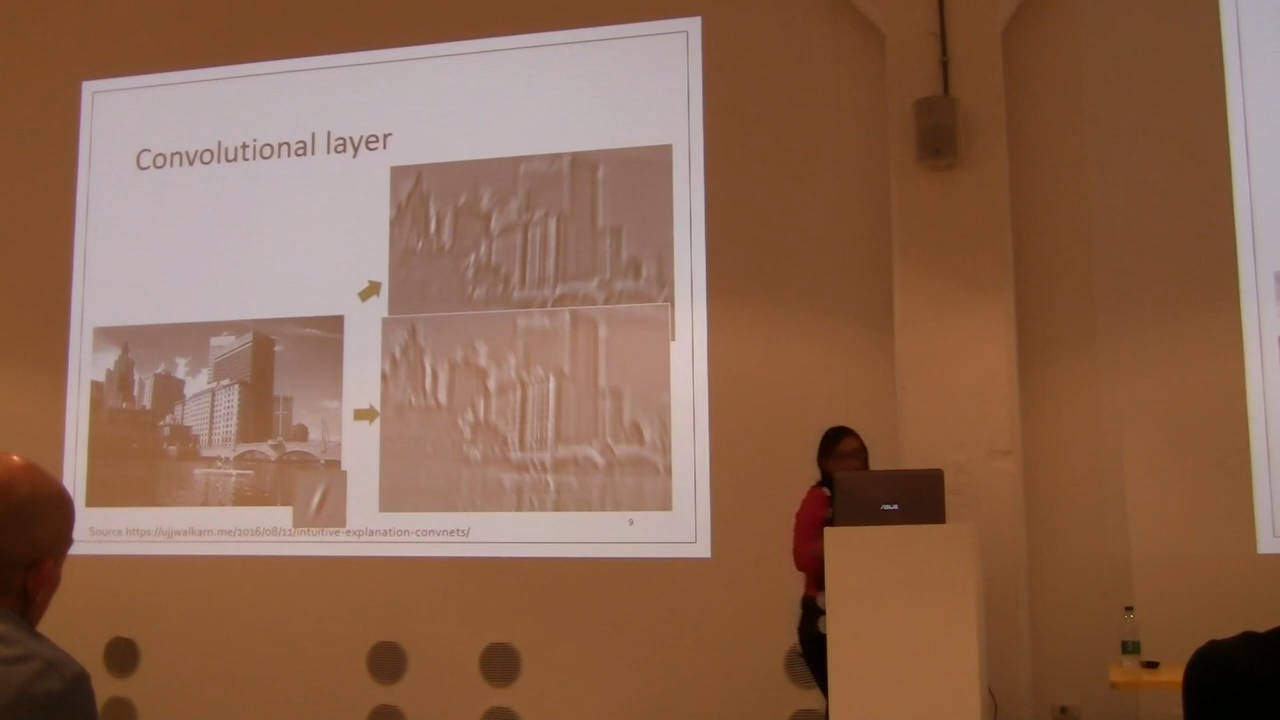 Convolutional layer
9
Source https://ujjwalkarn.me/2016/08/11/intuitive-explanation-convnets/
ASUS